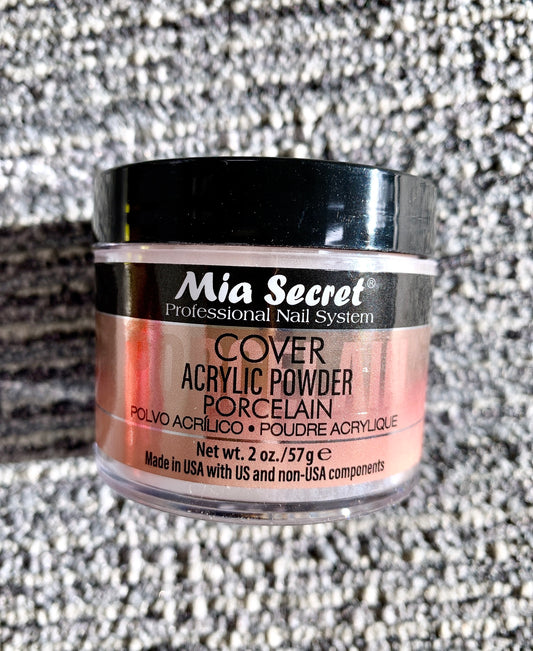 Mia Secret®
Professional Nail System
COVER
ACRYLIC POWDER
PORCELAIN
POLVO ACRÍLICO • POUDRE ACRYLIQUE
Net wt. 2 oz./57g ℮
Made in USA with US and non-USA components